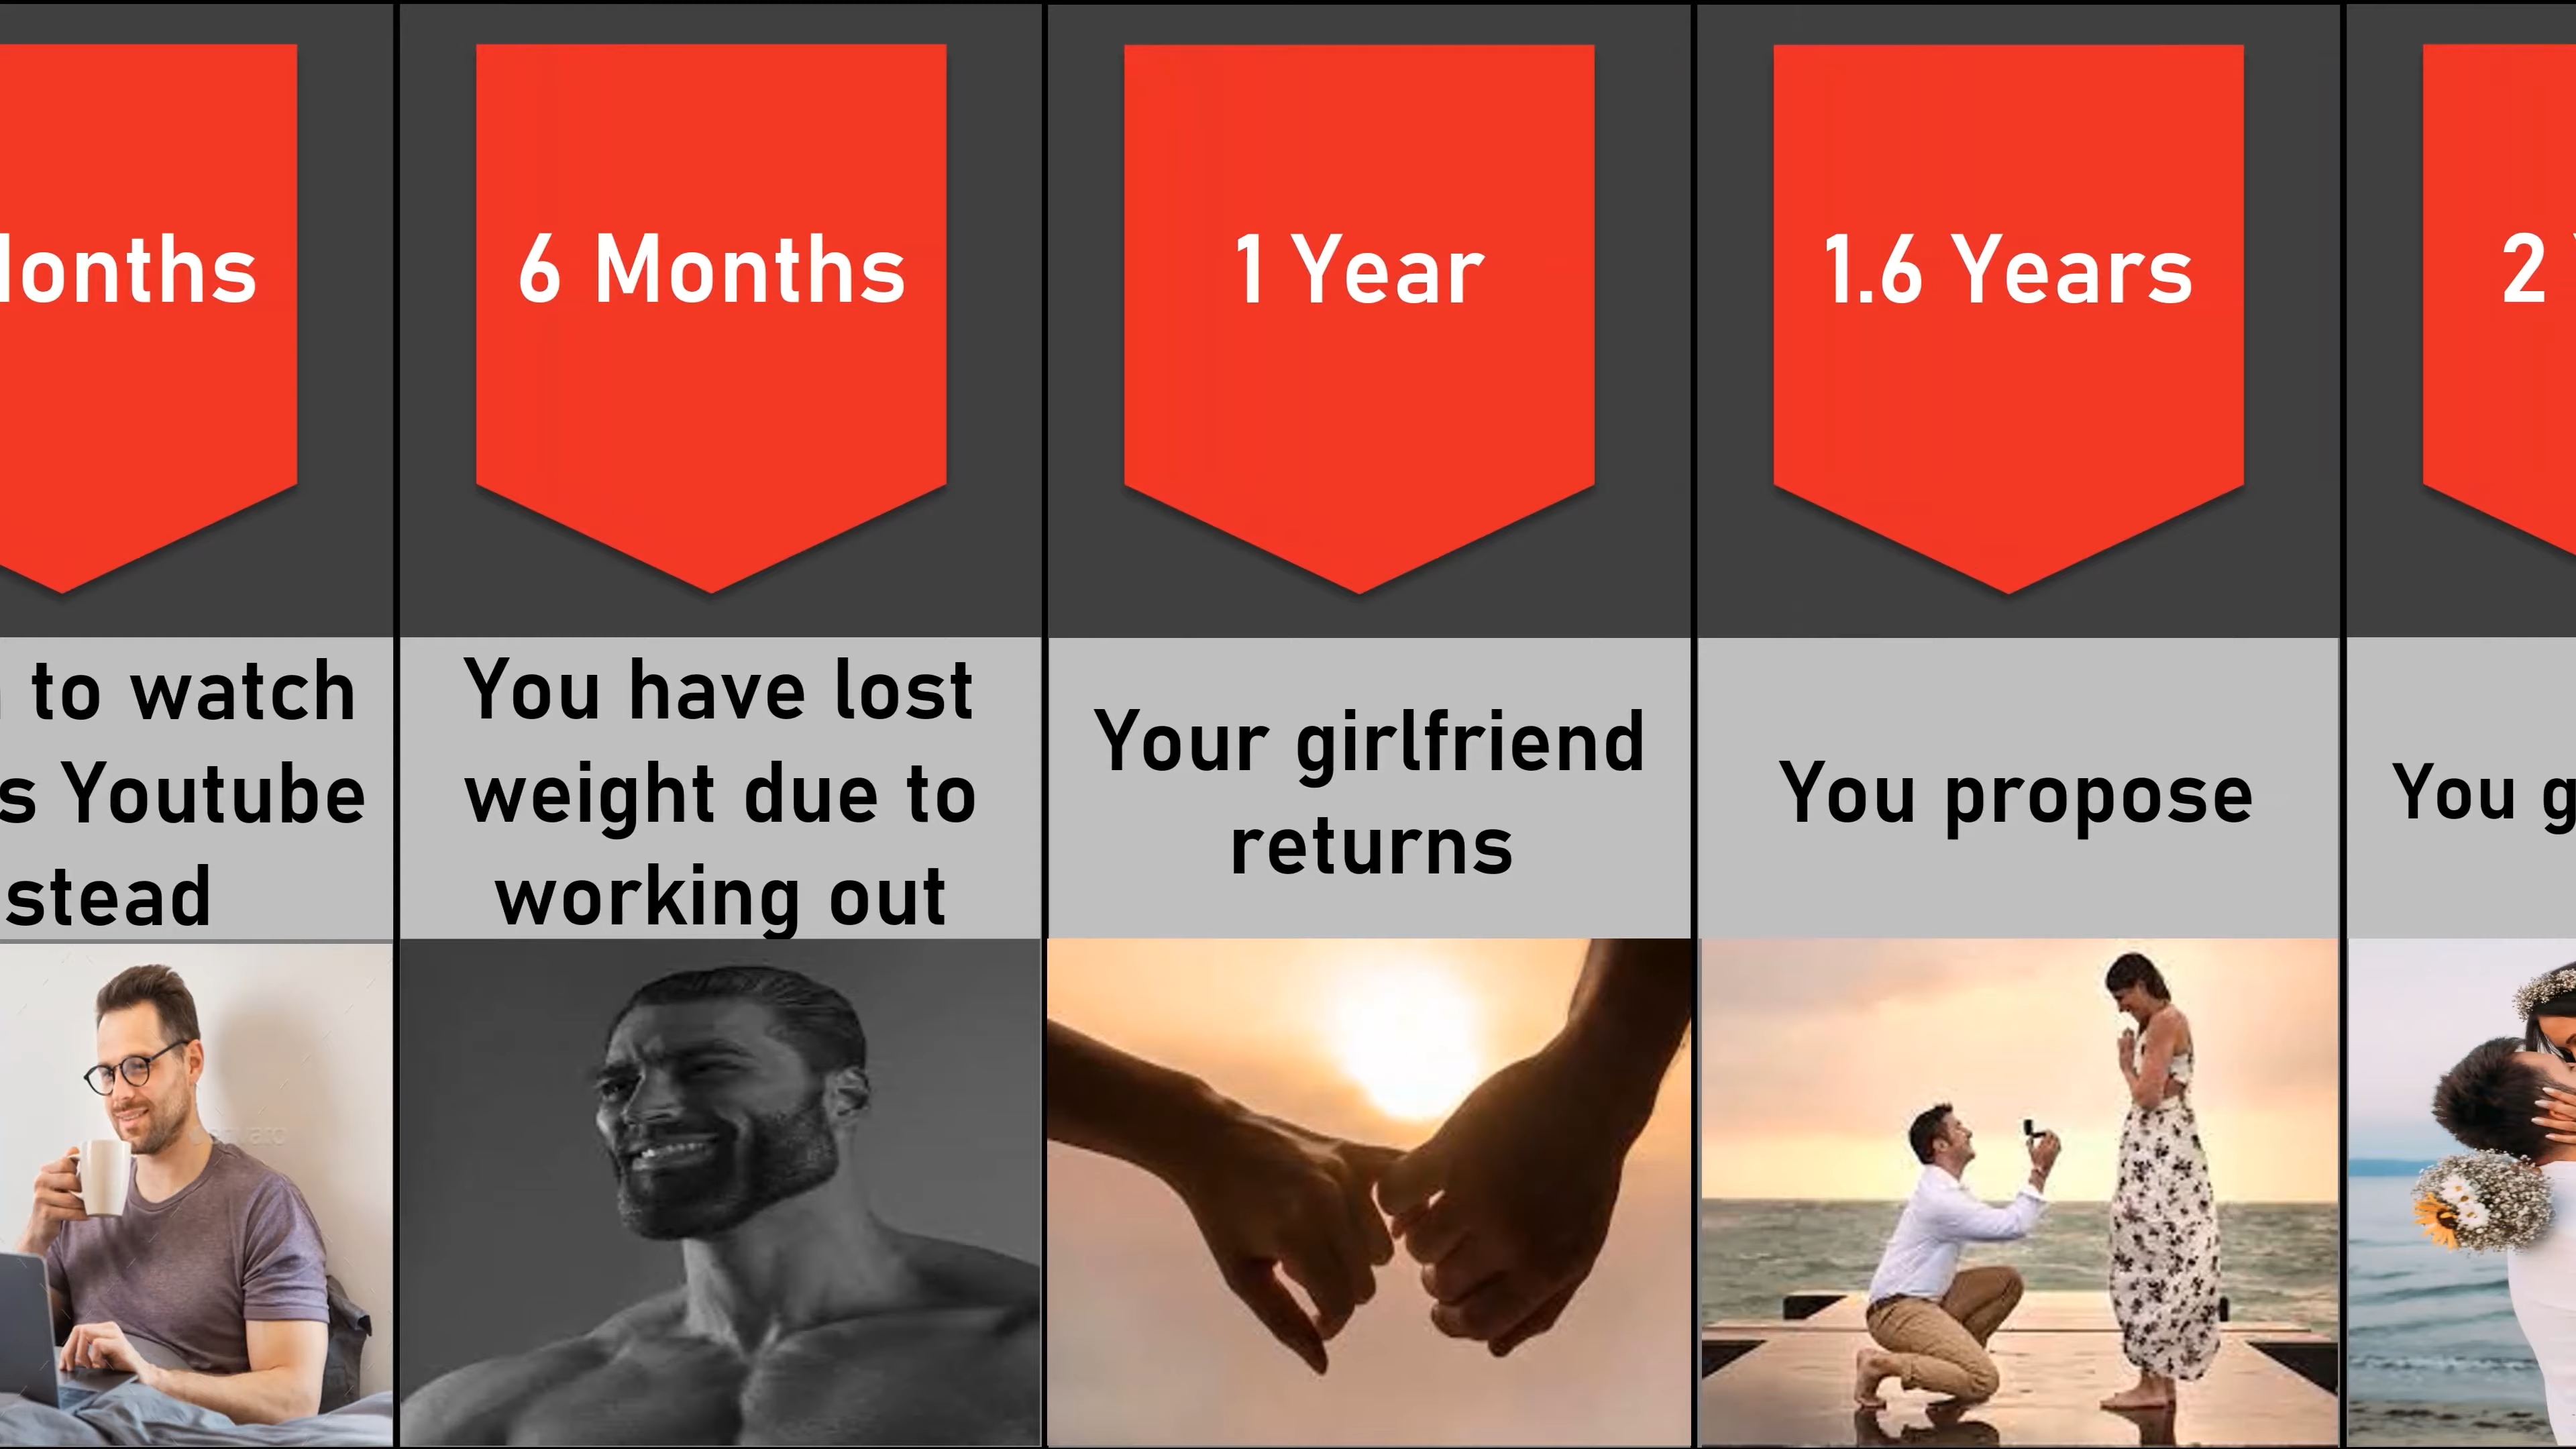 onths
6 Months
1 Year
1.6 Years
2
to watch
s Youtube
stead
You have lost
weight due to
working out
Your girlfriend
returns
You propose
You g